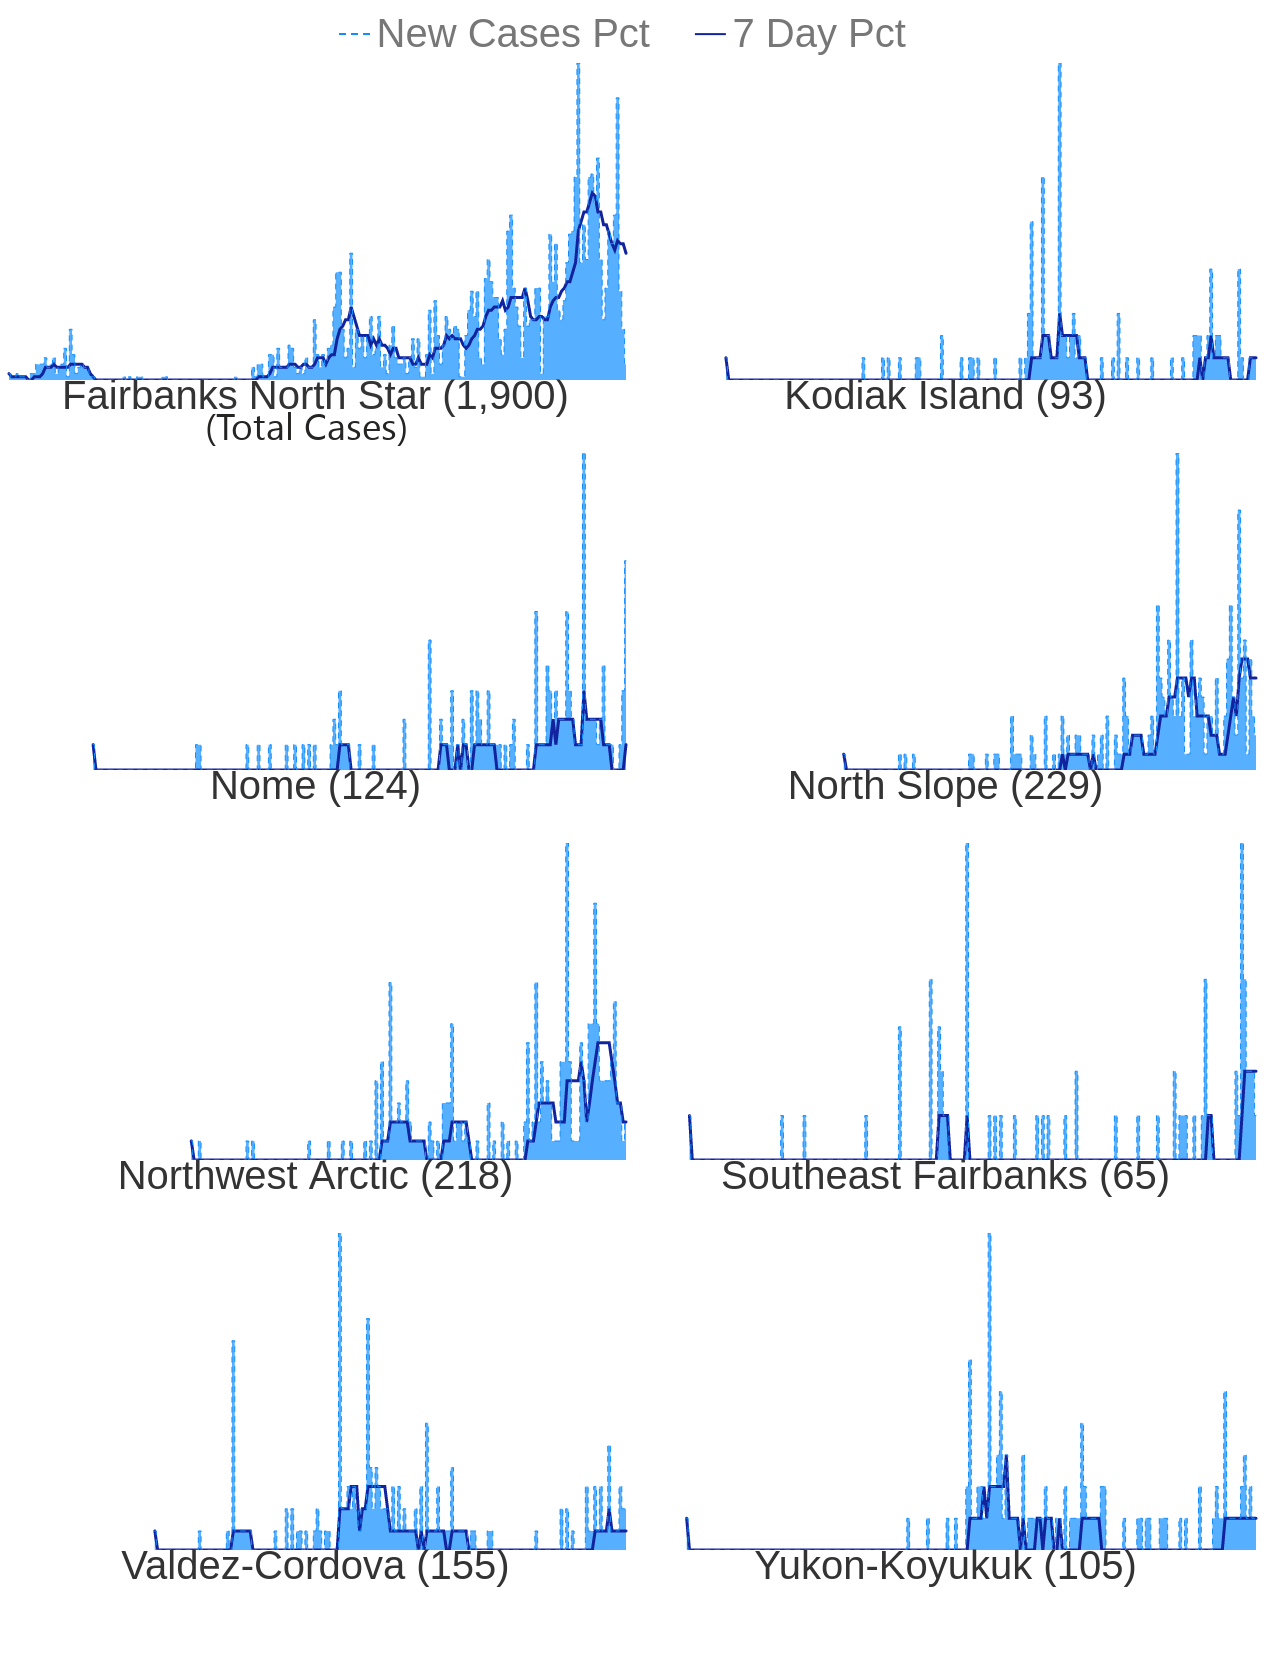 New Cases Pct 7 Day Pct
Fairbanks North Star (1,900) Kodiak Island (93)
(Total Cases)
Nome (124) North Slope (229)
Northwest Arctic (218) Southeast Fairbanks (65)
Valdez-Cordova (155) Yukon-Koyukuk (105)